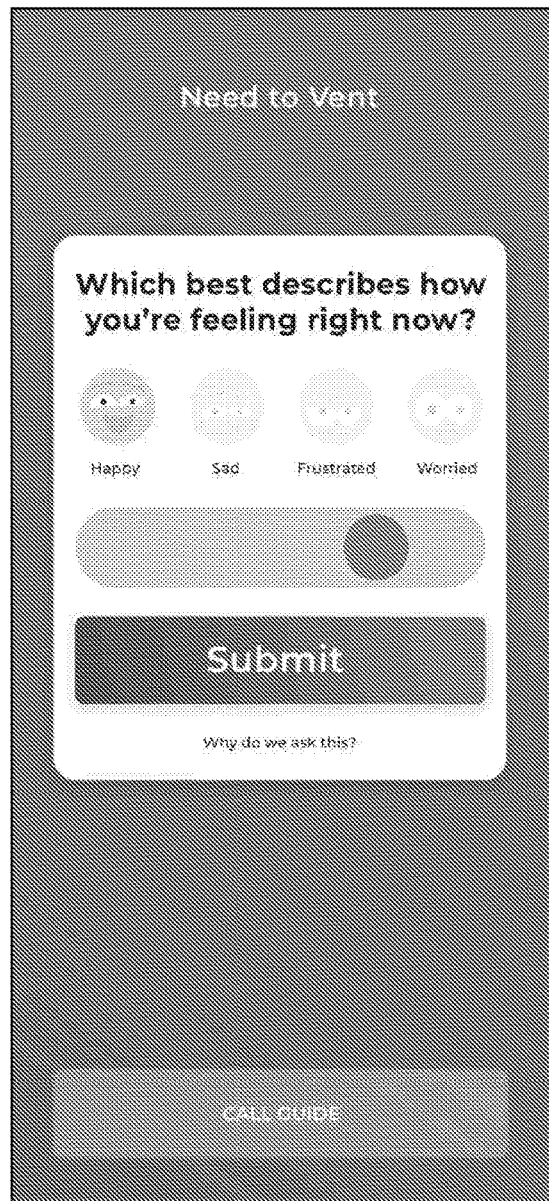 Need to Vent
Which best describes how
you're feeling right now?
Happy Sad Frustrated Worried
Submit
Why do we ask this?
CALL GUIDE